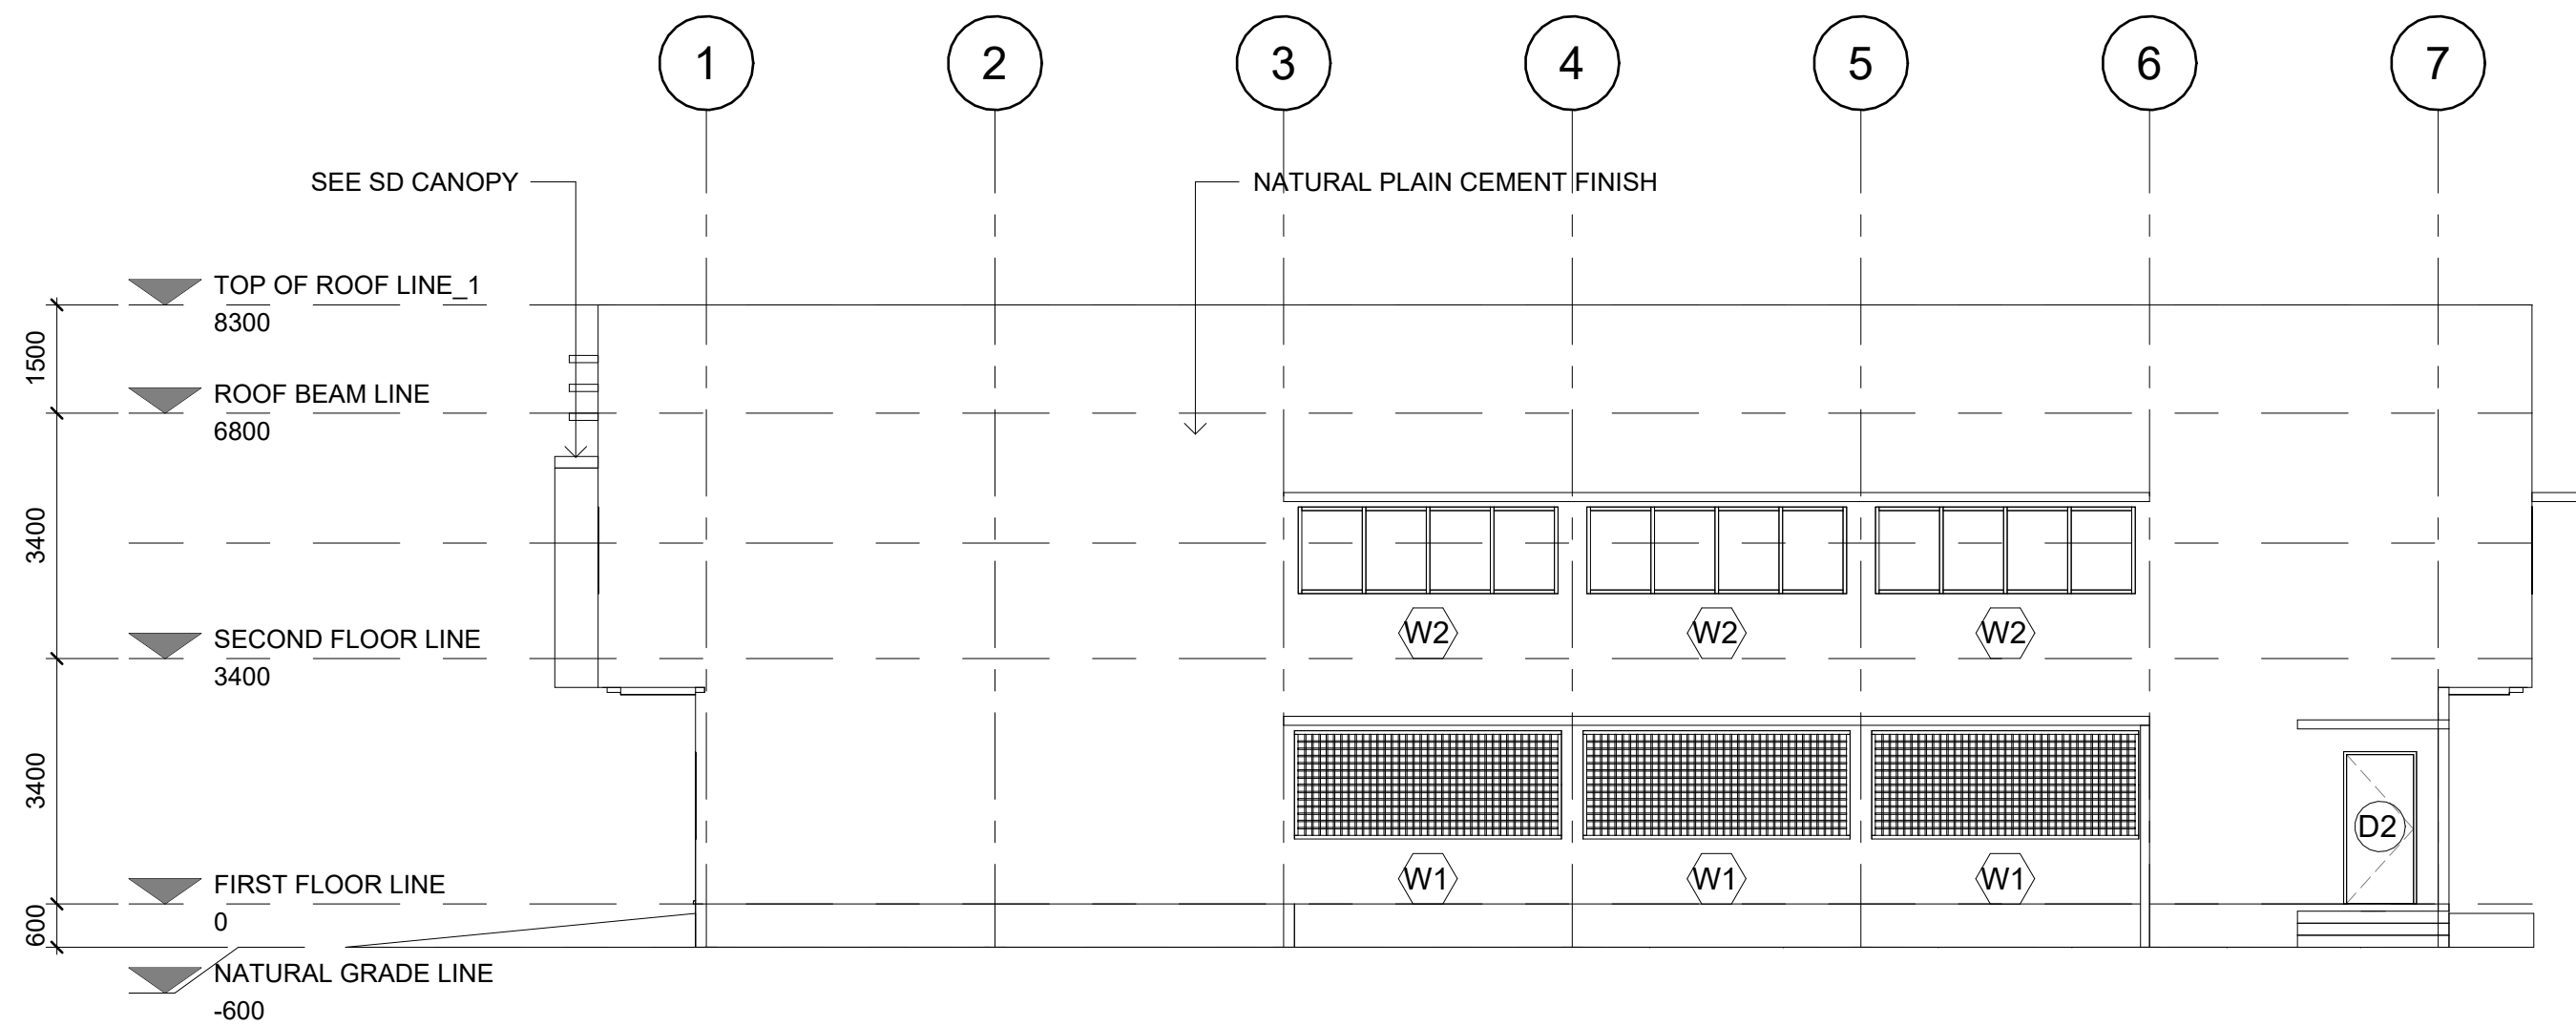 1 2 3 4 5 6 7
SEE SD CANOPY
NATURAL PLAIN CEMENT FINISH
TOP OF ROOF LINE_1
8300
1500
ROOF BEAM LINE
6800
3400
SECOND FLOOR LINE
3400
W2 W2 W2
3400
D2
W1 W1 W1
FIRST FLOOR LINE
0
600
NATURAL GRADE LINE
-600